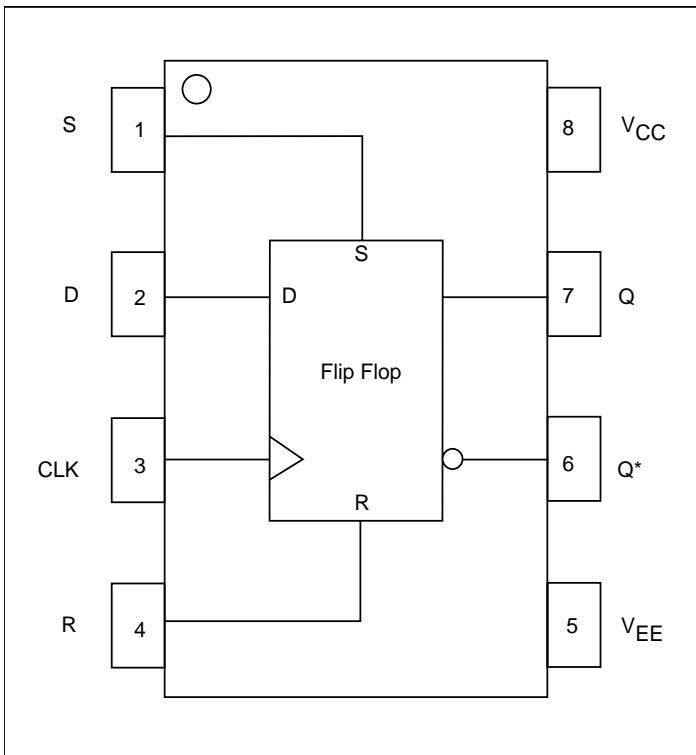 S 1 8 VCC
S
D 2 D 7 Q
Flip Flop
CLK 3 6 Q*
R
R 4 5 VEE